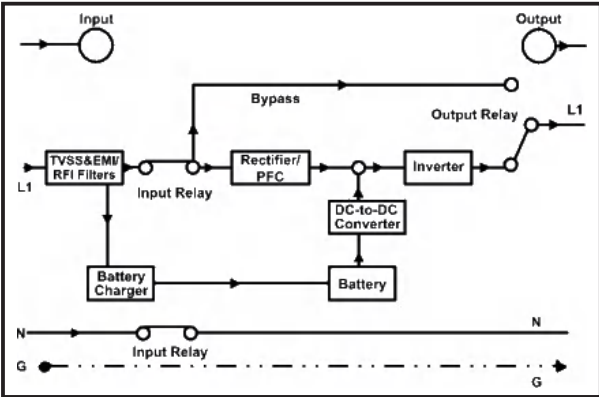 Input
Output
Bypass
Output Relay
L1
TVSS&EMI/
RFI Filters
L1
Input Relay
Rectifier/
PFC
Inverter
DC-to-DC
Converter
Battery
Charger
Battery
N
N
Input Relay
G
G